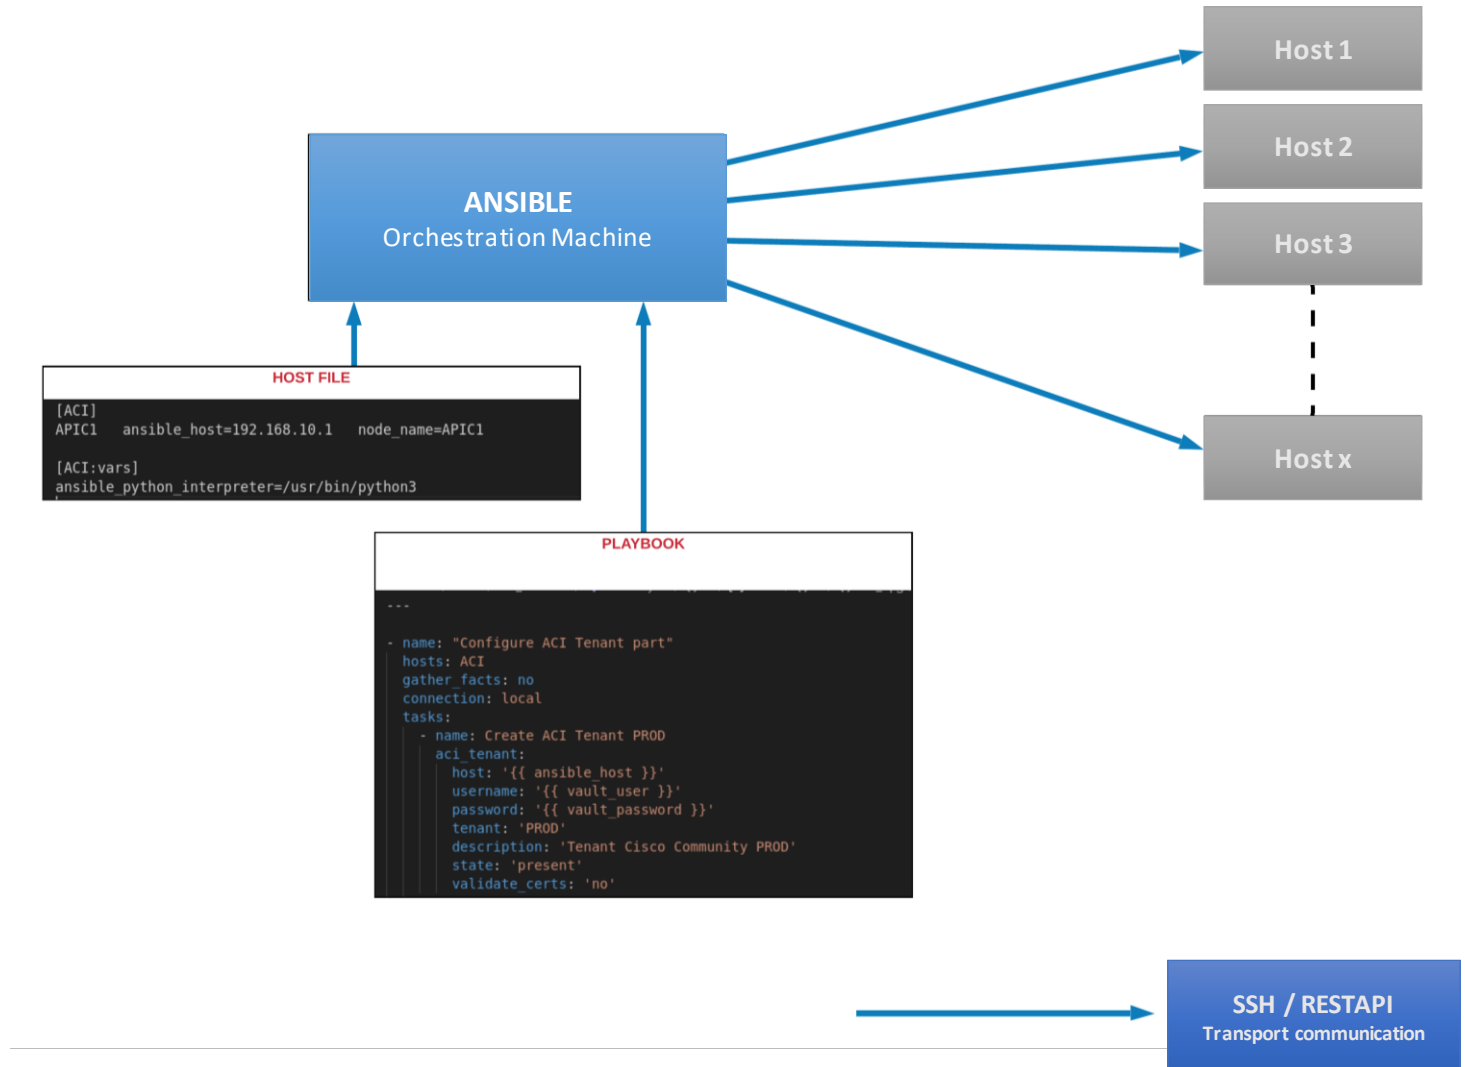 Host 1
Host 2
Host 3
Host x
ANSIBLE
Orchestration Machine
HOST FILE
[ACI]
APIC1   ansible_host=192.168.10.1   node_name=APIC1
[ACI:vars]
ansible_python_interpreter=/usr/bin/python3
PLAYBOOK
---
- name: "Configure ACI Tenant part"
hosts: ACI
gather_facts: no
connection: local
tasks:
- name: Create ACI Tenant PROD
aci_tenant:
host: '{{ ansible_host }}'
username: '{{ vault_user }}'
password: '{{ vault_password }}'
tenant: 'PROD'
description: 'Tenant Cisco Community PROD'
state: 'present'
validate_certs: 'no'
SSH / RESTAPI
Transport communication